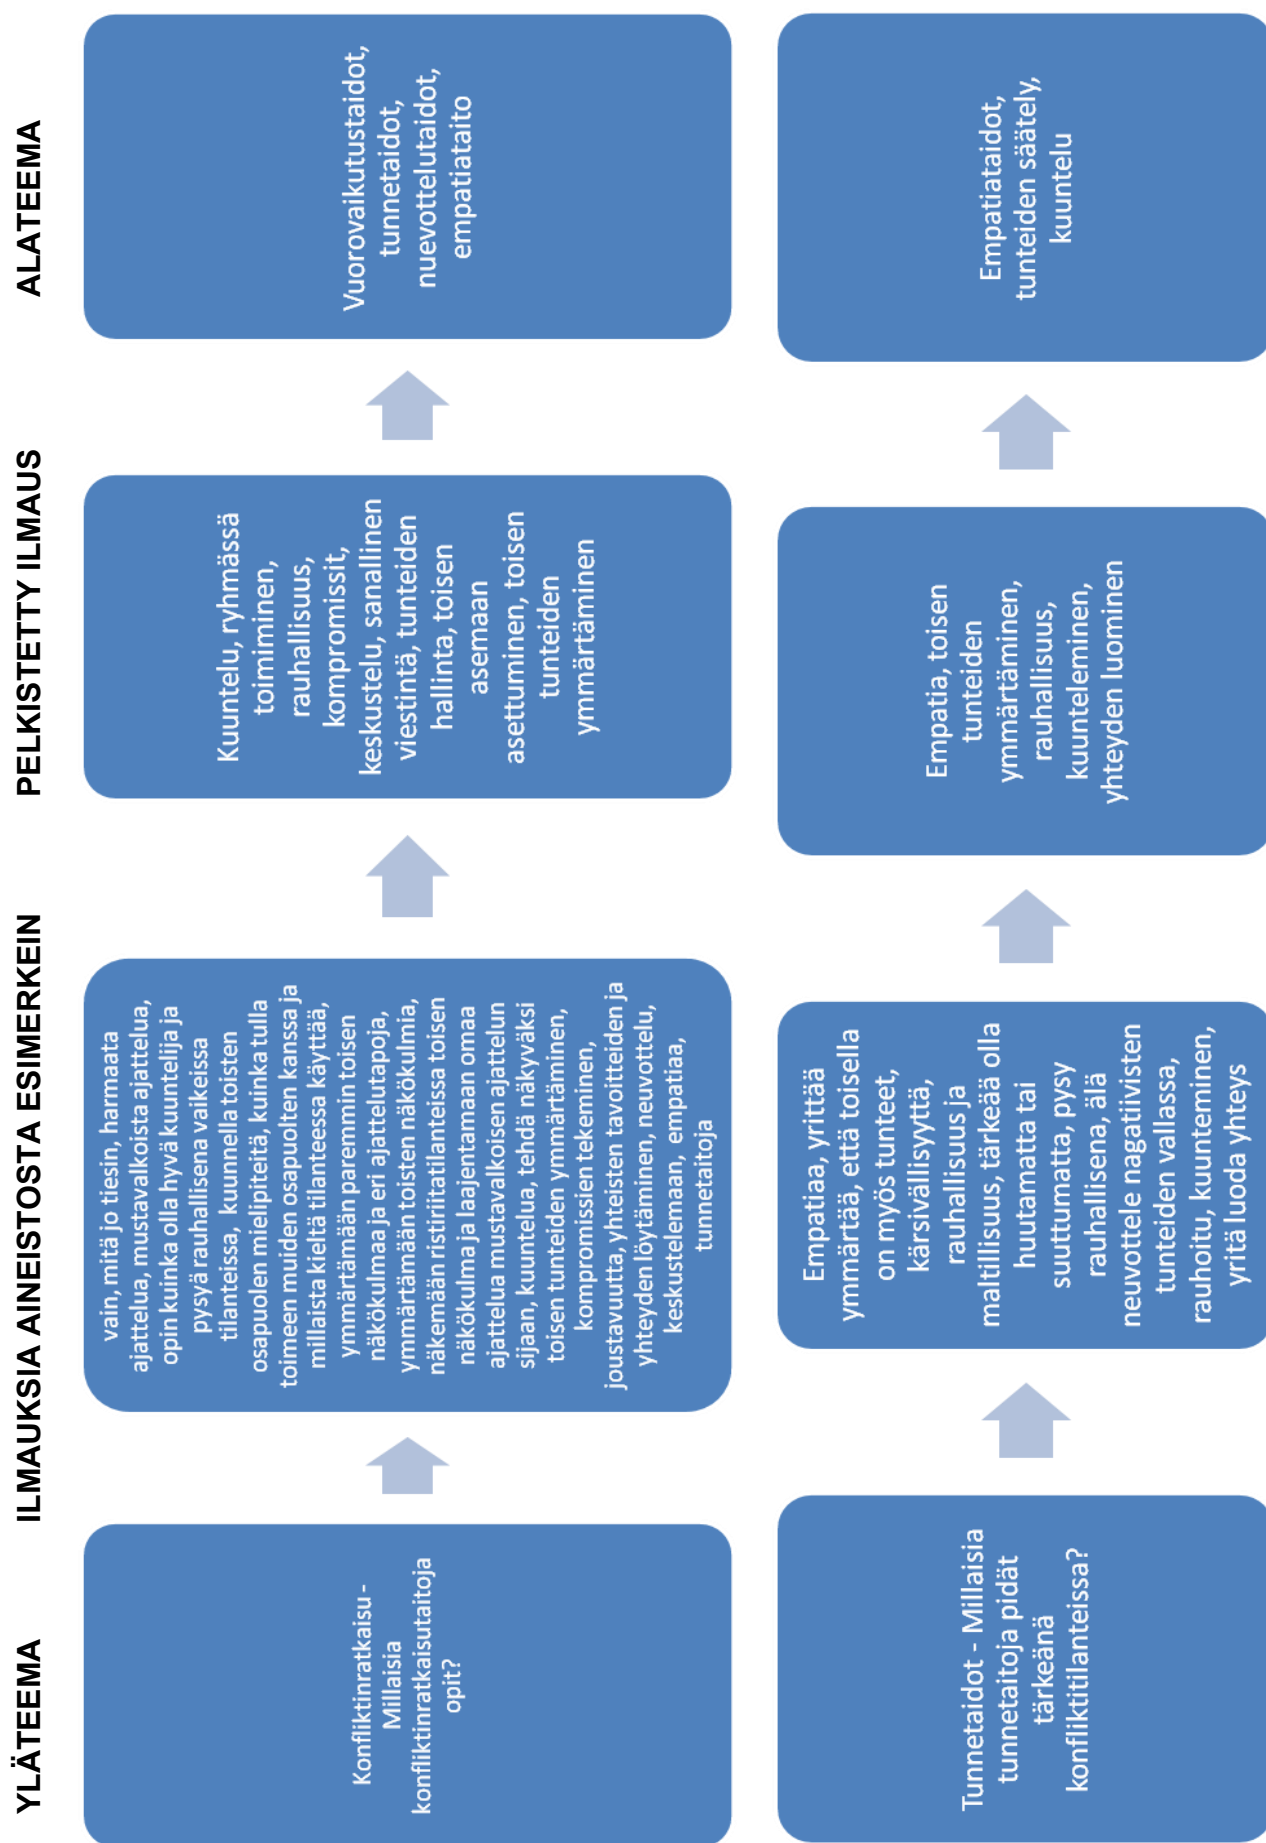 YLÄTEEMA
ILMAUKSIA AINEISTOSTA ESIMERKEIN
PELKISTETTY ILMAUS
ALATEEMA
Konfliktinratkaisu -
Millaisia
konfliktinratkaisutaitoja
opit?
vain, mitä jo tiesin, harmaata
ajattelua, mustavalkoista ajattelua,
opin kuinka olla hyvä kuuntelija ja
pysyä rauhallisena vaikeissa
tilanteissa, kuunnella toisten
osapuolen mielipiteitä, kuinka tulla
toimeen muiden osapuolten kanssa ja
millaista kieltä tilanteessa käyttää,
ymmärtämään paremmin toisen
näkökulmaa ja eri ajattelutapoja,
ymmärtämään toisten näkökulmia,
näkemään ristiriitatilanteissa toisen
näkökulma ja laajentamaan omaa
ajattelua mustavalkoisen ajattelun
sijaan, kuuntelua, tehdä näkyväksi
toisen tunteiden ymmärtäminen,
kompromissien tekeminen,
joustavuutta, yhteisten tavoitteiden ja
yhteyden löytäminen, neuvottelu,
keskustelemaan, empatiaa,
tunnetaitoja
Kuuntelu, ryhmässä
toimiminen,
rauhallisuus,
kompromissit,
keskustelu, sanallinen
viestintä, tunteiden
hallinta, toisen
asemaan
asettuminen, toisen
tunteiden
ymmärtäminen
Vuorovaikutustaidot,
tunnetaidot,
nuevottelutaidot,
empatiataito
Tunnetaidot - Millaisia
tunnetaitoja pidät
tärkeänä
konfliktitilanteissa?
Empatiaa, yrittää
ymmärtää, että toisella
on myös tunteet,
kärsivällisyyttä,
rauhallisuus ja
maltillisuus, tärkeää olla
huutamatta tai
suuttumatta, pysy
rauhallisena, älä
neuvottele nagatiivisten
tunteiden vallassa,
rauhoitu, kuunteminen,
yritä luoda yhteys
Empatia, toisen
tunteiden
ymmärtäminen,
rauhallisuus,
kuunteleminen,
yhteyden luominen
Empatiataidot,
tunteiden säätely,
kuuntelu